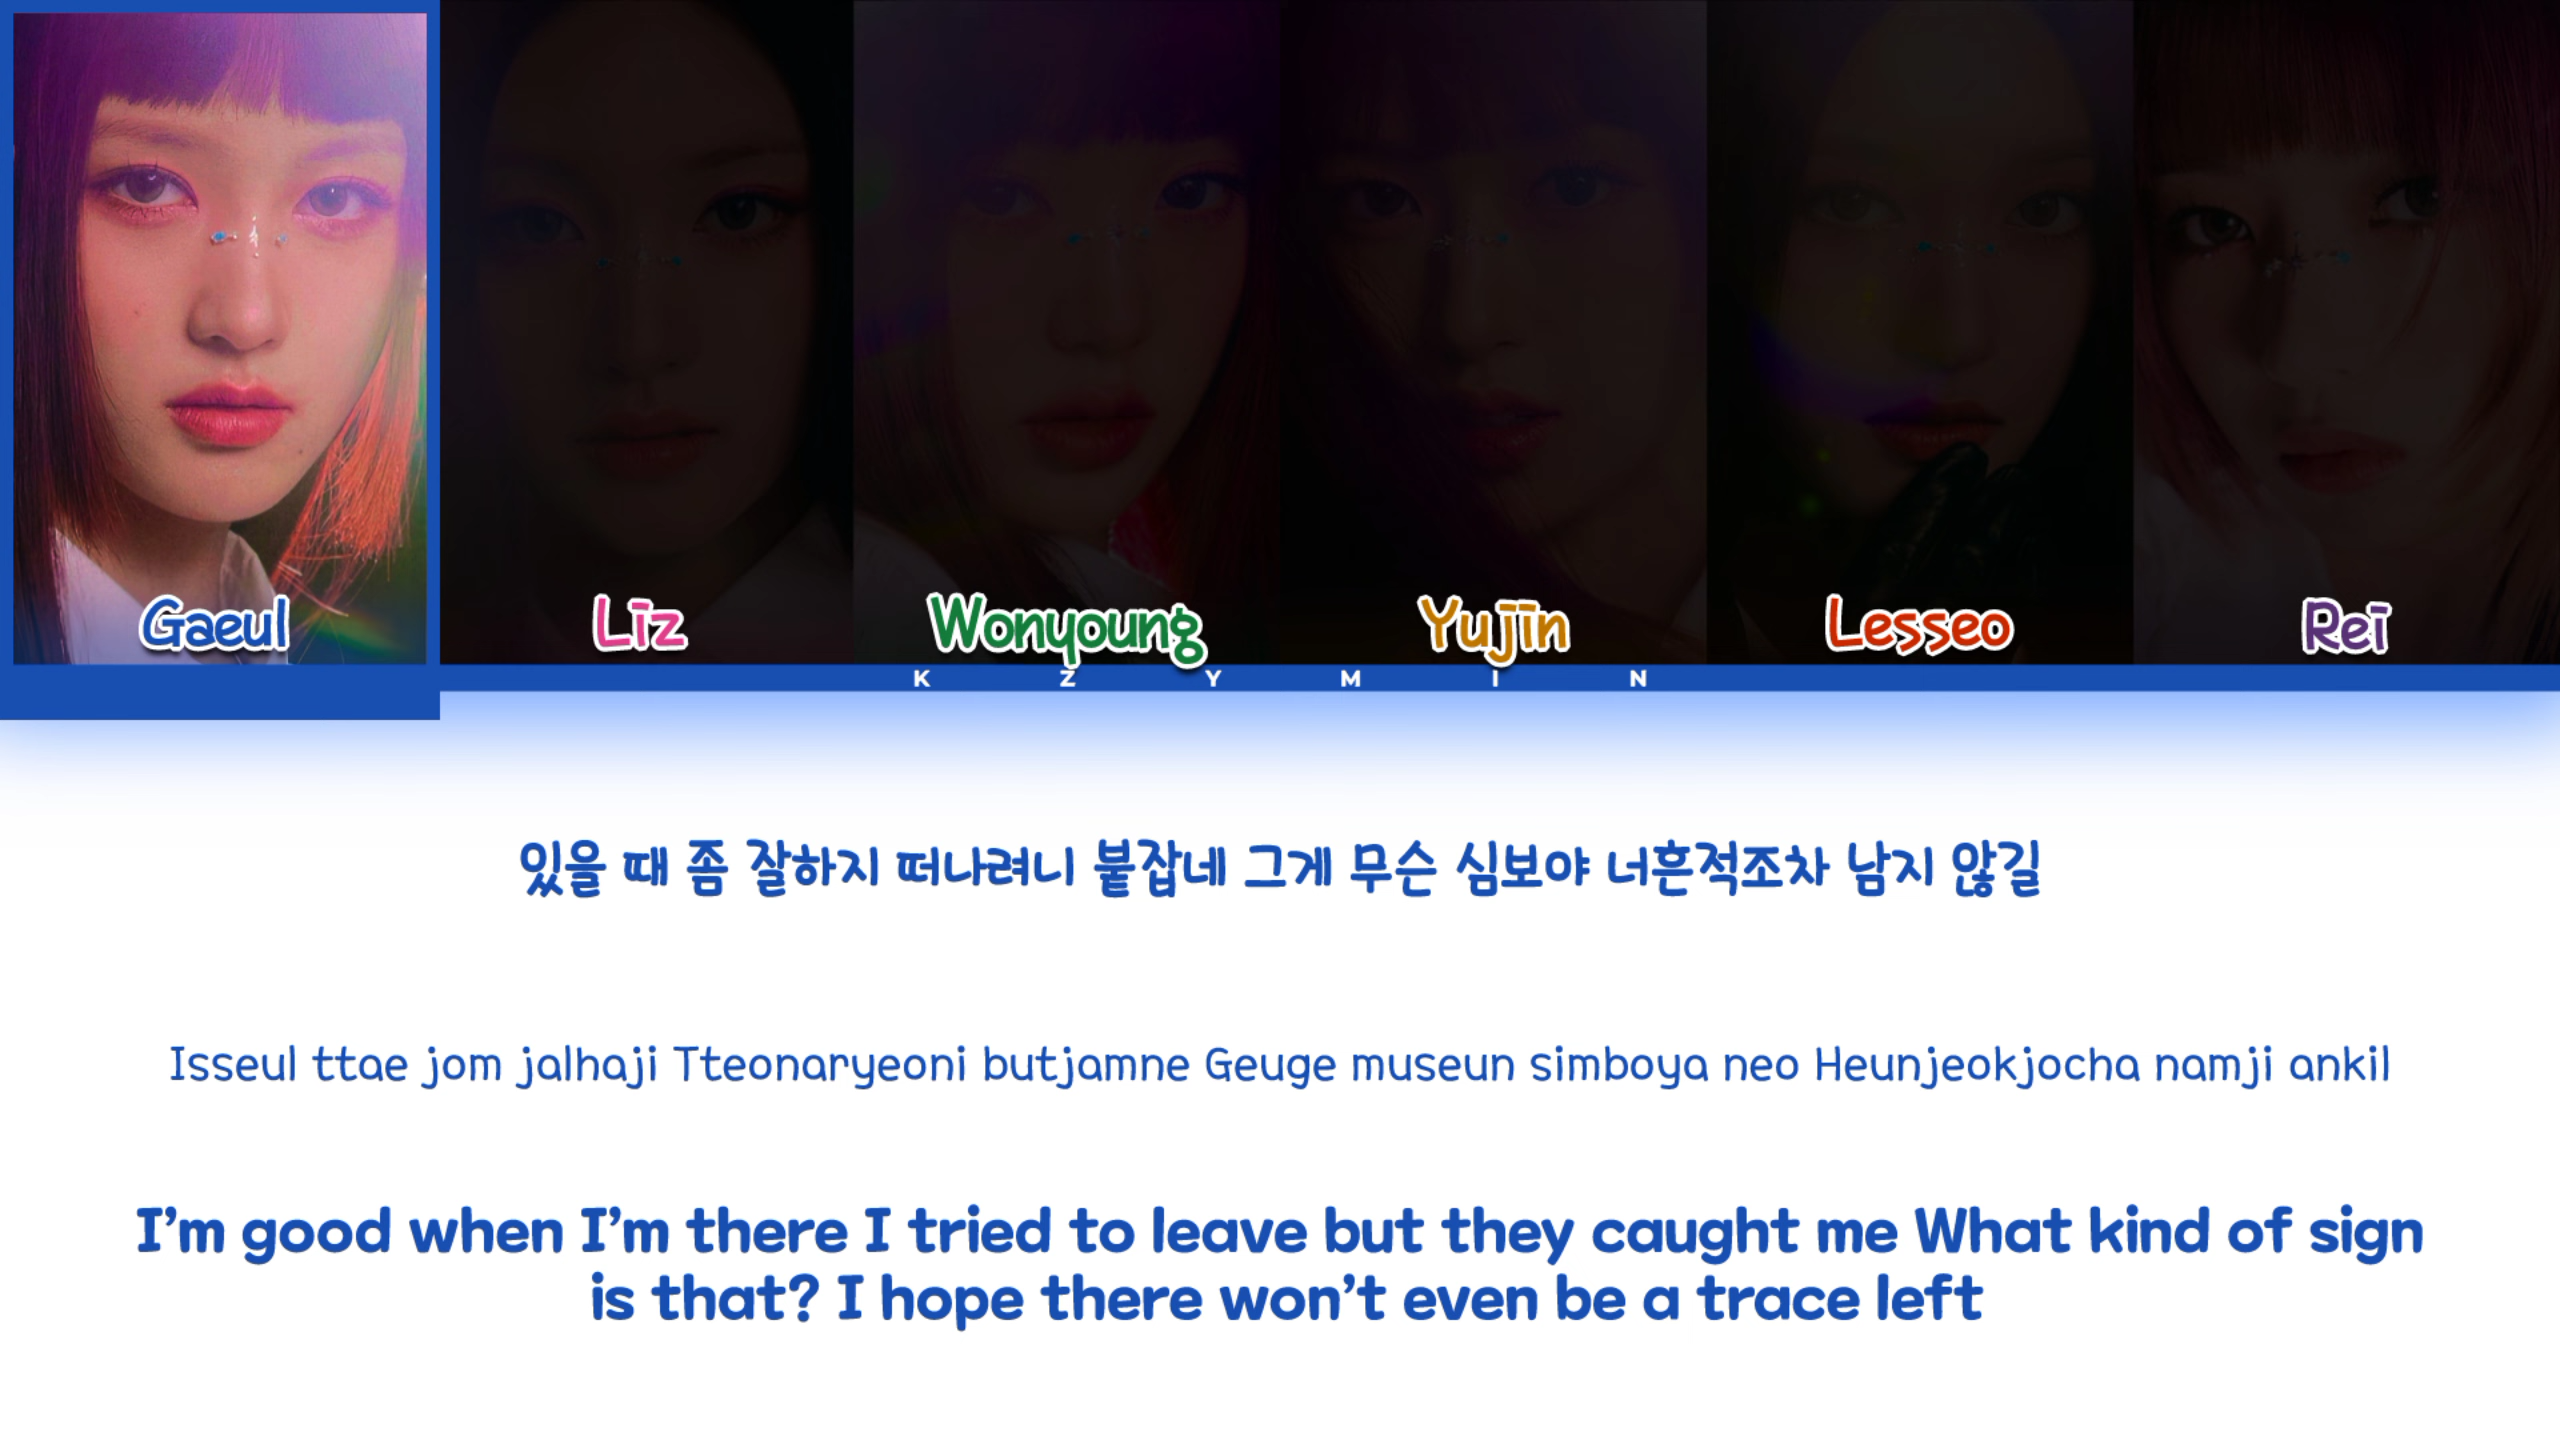 Gaeul
Liz
Wonyoung
Yujin
Lesseo
Rei
K Z Y M I N
있을 때 좀 잘하지 떠나려니 붙잡네 그게 무슨 심보야 너흔적조차 남지 않길
Isseul ttae jom jalhaji Tteonaryeoni butjamne Geuge museun simboya neo Heunjeokjocha namji ankil
I’m good when I’m there I tried to leave but they caught me What kind of sign
is that? I hope there won’t even be a trace left